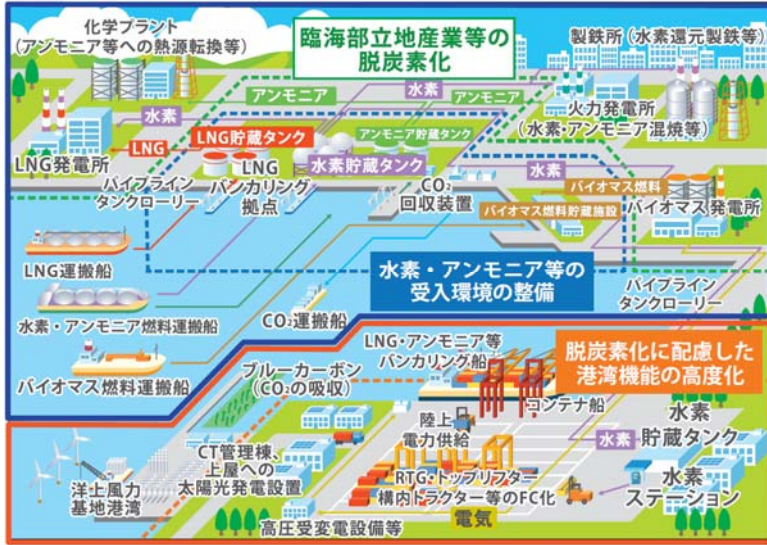 化学プラント
（アンモニア等への熱源転換等）
臨海部立地産業等の
脱炭素化
製鉄所（水素還元製鉄等）
アンモニア
水素
アンモニア
水素
火力発電所
（水素・アンモニア混焼等）
LNG貯蔵タンク
アンモニア貯蔵タンク
LNG
LNG発電所
水素貯蔵タンク
水素
パイプライン
タンクローリー
LNG
バンカリング
拠点
CO2
回収装置
バイオマス燃料
バイオマス燃料貯蔵施設
バイオマス発電所
LNG運搬船
水素・アンモニア等の
受入環境の整備
パイプライン
タンクローリー
水素・アンモニア燃料運搬船
CO2運搬船
バイオマス燃料運搬船
LNG・アンモニア等
バンカリング船
脱炭素化に配慮した
港湾機能の高度化
ブルーカーボン
（CO2の吸収）
コンテナ船
陸上
電力供給
水素
水素
貯蔵タンク
CT管理棟、
上屋への
太陽光発電設置
洋上風力
基地港湾
RTG・トップリフター
構内トラクター等のFC化
水素
ステーション
高圧受変電設備等
電気